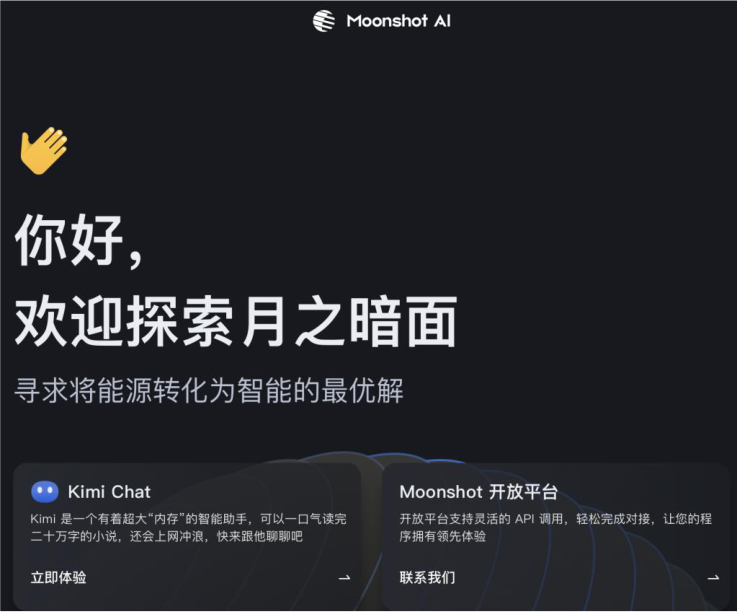 Moonshot AI
你好,
欢迎探索月之暗面
寻求将能源转化为智能的最优解
Kimi Chat
Kimi 是一个有着超大“内存”的智能助手，可以一口气读完
二十万字的小说，还会上网冲浪，快来跟他聊聊吧
立即体验
Moonshot 开放平台
开放平台支持灵活的 API 调用，轻松完成对接，让您的程
序拥有领先体验
联系我们